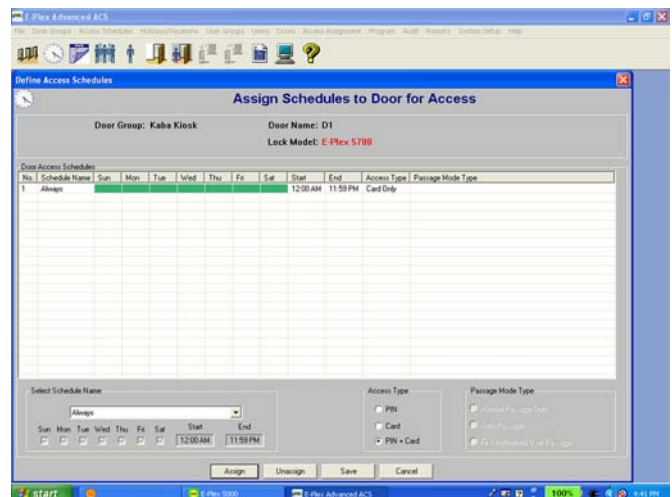 E-Plex Advanced ACS
File Door Groups Access Schedules Holidays/Vacations User Groups Users Doors Access Assignment Program Audit Reports System Setup Help
Define Access Schedules
Assign Schedules to Door for Access
Door Group: Kaba Kiosk Door Name: D1
Lock Model: E-Plex 5700
Door Access Schedules
No. Schedule Name Sun Mon Tue Wed Thu Fri Sat Start End Access Type Passage Mode Type
1 Always 12:00 AM 11:59 PM Card Only
Select Schedule Name Access Type Passage Mode Type
Always PIN
Sun Mon Tue Wed Thu Fri Sat Start End Card
12:00 AM 11:59 PM PIN + Card
Assign Unassign Save Cancel
start E-Plex 5000 E-Plex Advanced ACS 100% 4:41 PM